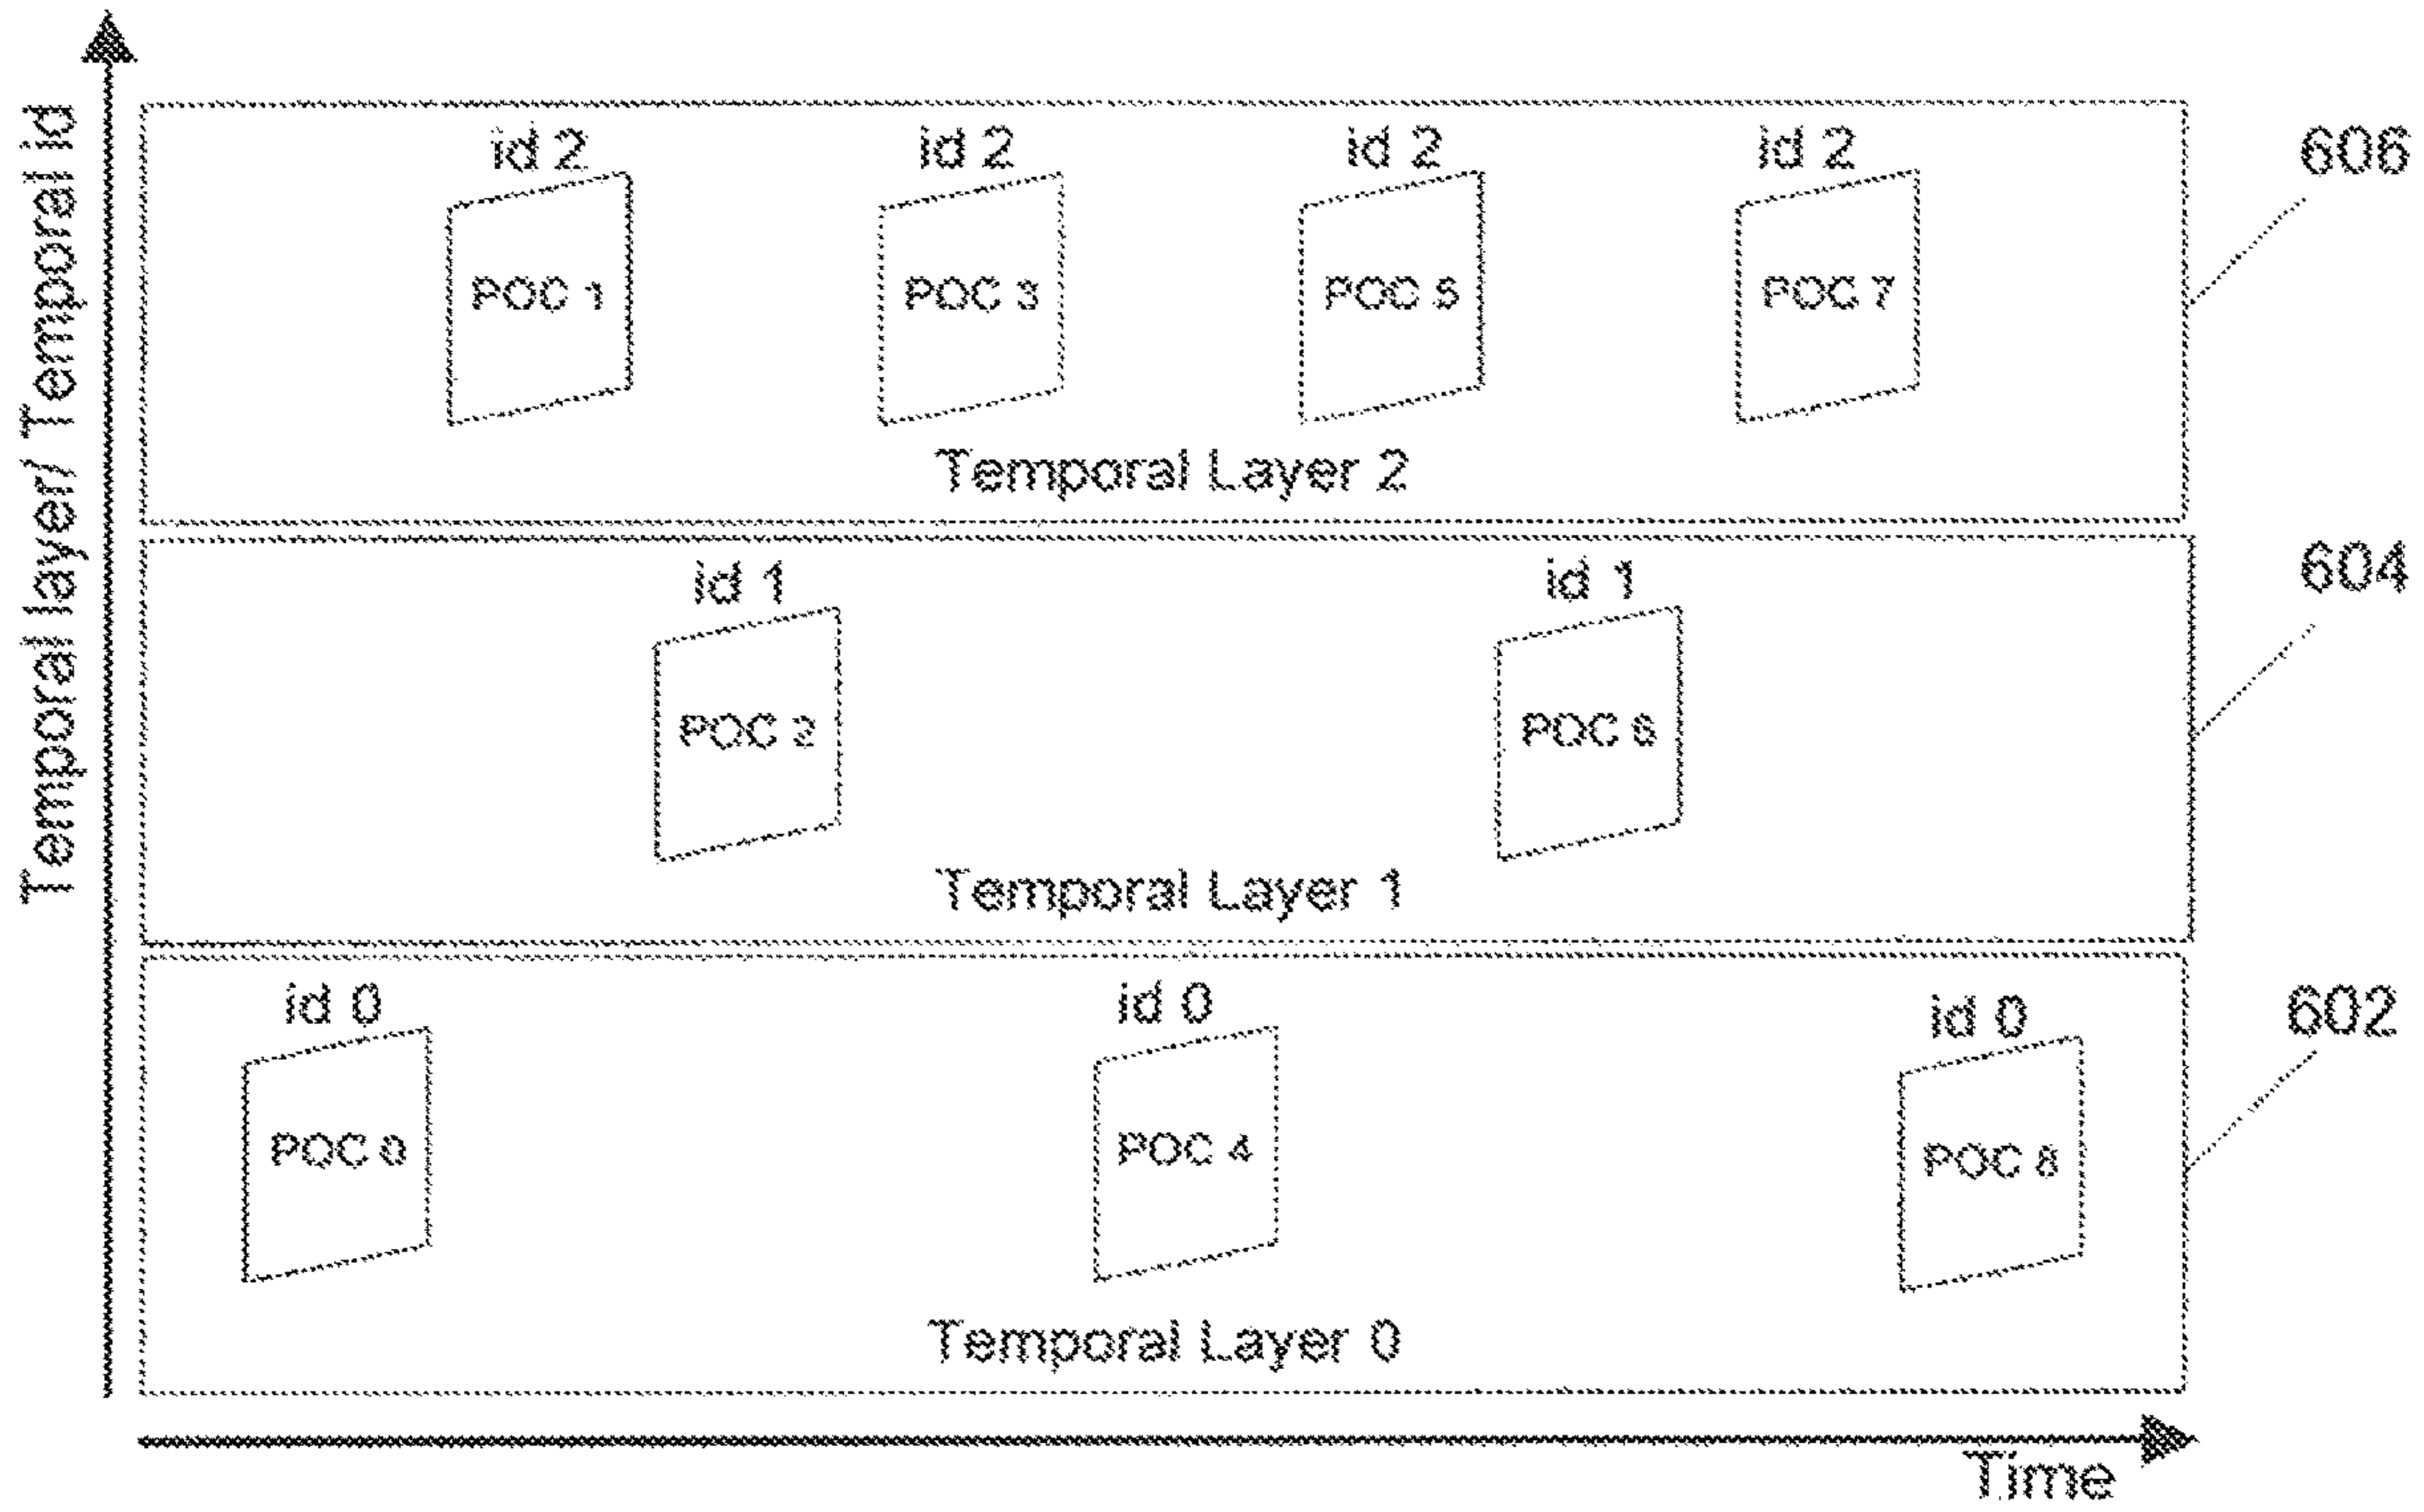 Temporal layer/ Temporal id
id 2 id 2 id 2 id 2
606
POC 1 POC 3 POC 5 POC 7
Temporal Layer 2
id 1 id 1
604
POC 2 POC 6
Temporal Layer 1
id 0 id 0 id 0
602
POC 0 POC 4 POC 8
Temporal Layer 0
Time